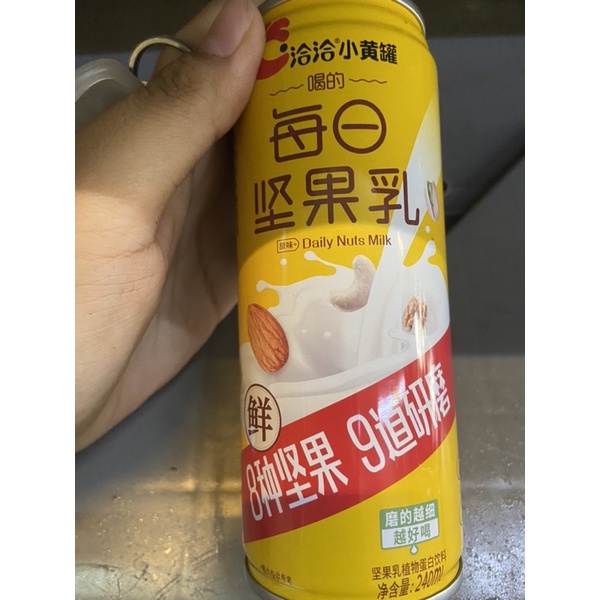 洽洽®小黄罐
喝的
每日
坚果乳
原味 Daily Nuts Milk
鲜
8种坚果 9道研磨
磨的越细
越好喝
坚果乳植物蛋白饮料
净含量:240ml